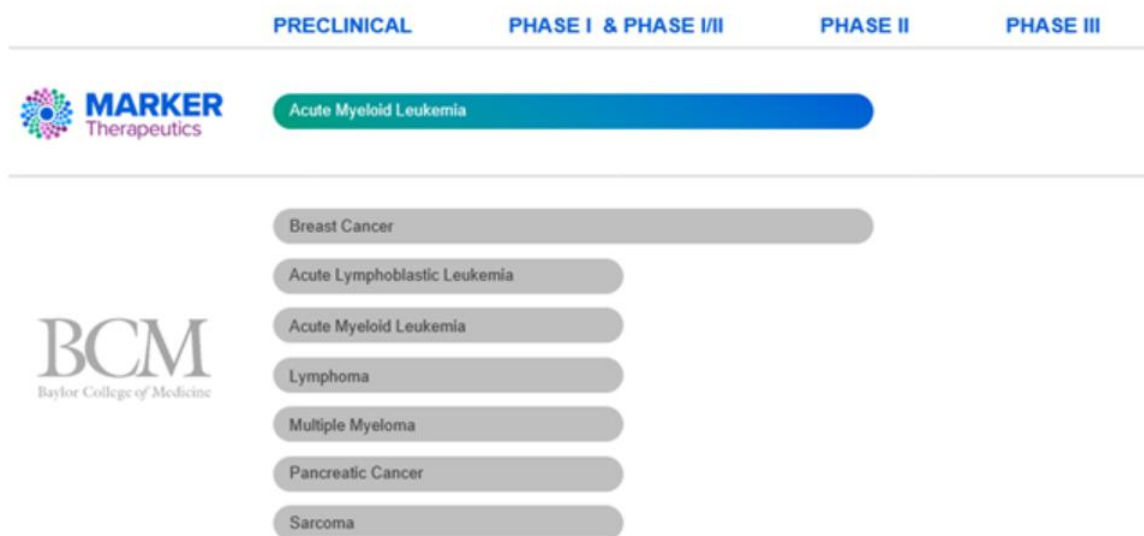 PRECLINICAL PHASE I & PHASE I/II PHASE II PHASE III
MARKER
Therapeutics
Acute Myeloid Leukemia
Breast Cancer
Acute Lymphoblastic Leukemia
Acute Myeloid Leukemia
BCM
Baylor College of Medicine
Lymphoma
Multiple Myeloma
Pancreatic Cancer
Sarcoma